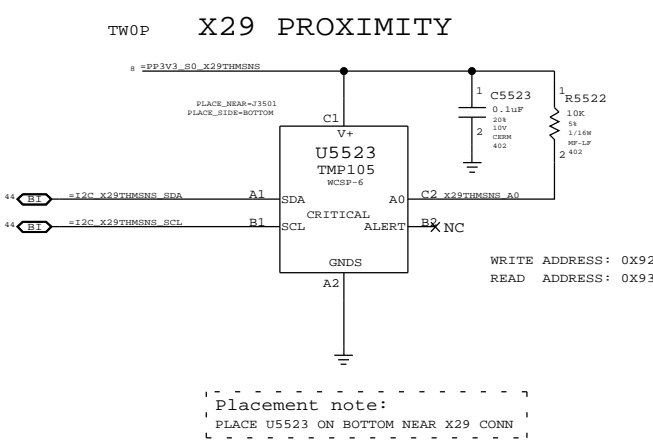 TW0P X29 PROXIMITY
8 =PP3V3_S0_X29THMSNS
PLACE_NEAR=J3501
PLACE_SIDE=BOTTOM
C1
V+
U5523
TMP105
WCSP-6
1 C5523
0.1uF
20%
10V
2 CERM
402
1 R5522
10K
5%
1/16W
MF-LF
2 402
44 BI =I2C_X29THMSNS_SDA A1 SDA
A0 C2 X29THMSNS_A0
CRITICAL
44 BI =I2C_X29THMSNS_SCL B1 SCL
ALERT B2 NC
GNDS
A2
WRITE ADDRESS: 0X92
READ ADDRESS: 0X93
Placement note:
PLACE U5523 ON BOTTOM NEAR X29 CONN